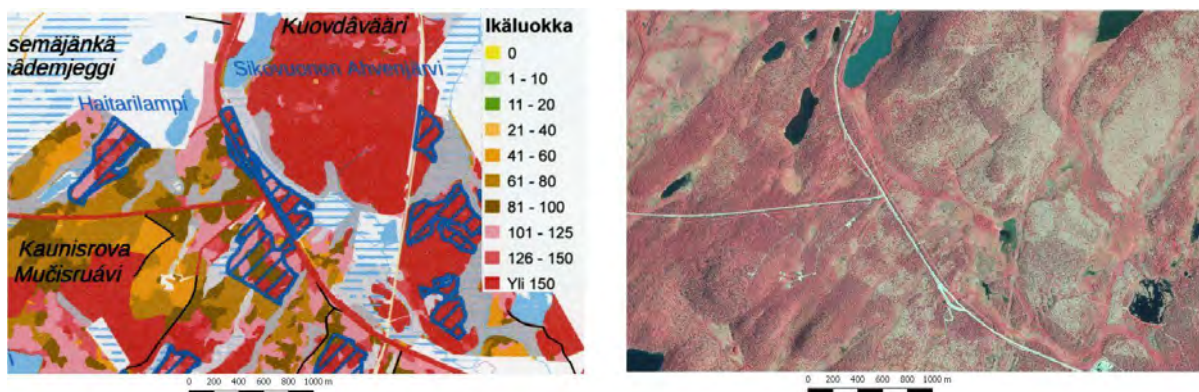 Kuovdâvääri
semäjänkä
sâdemjeggi
Sikovuonon Ahvenjärvi
Haitarilampi
Kaunisrova
Mučisruávi
Ikäluokka
0
1 - 10
11 - 20
21 - 40
41 - 60
61 - 80
81 - 100
101 - 125
126 - 150
Yli 150
0 200 400 600 800 1000 m
0 200 400 600 800 1000 m